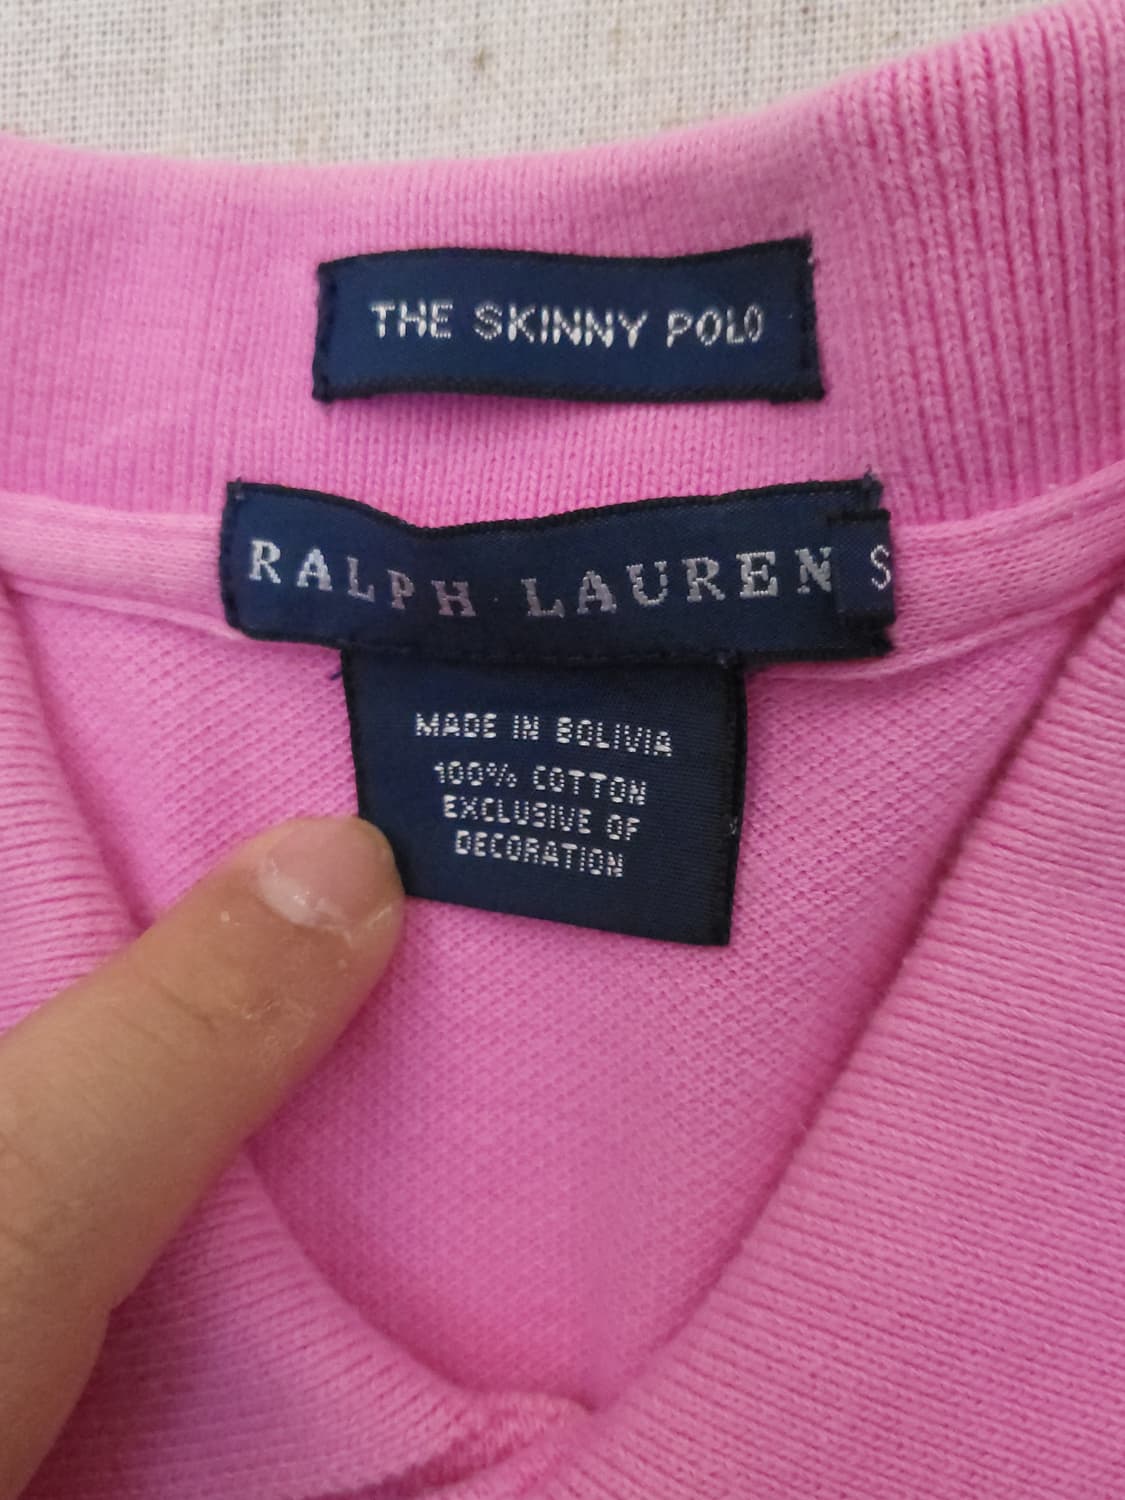 THE SKINNY POLO
RALPH LAUREN S
MADE IN BOLIVIA
100% COTTON
EXCLUSIVE OF
DECORATION